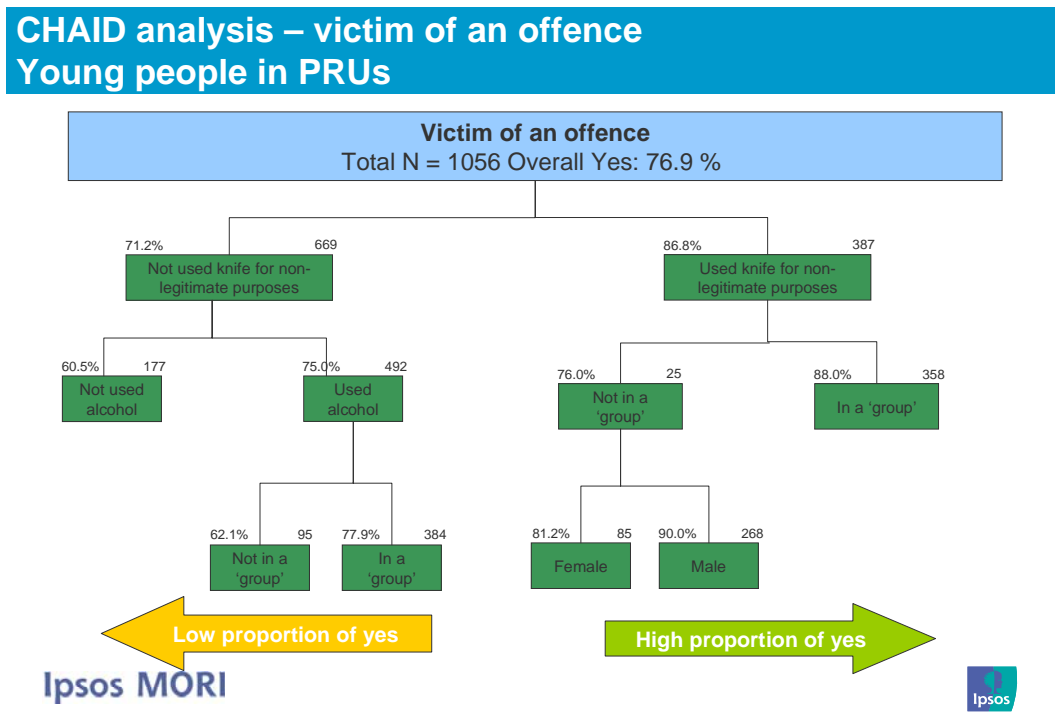 CHAID analysis – victim of an offence
Young people in PRUs
Victim of an offence
Total N = 1056 Overall Yes: 76.9 %
71.2% 669
Not used knife for non-
legitimate purposes
86.8% 387
Used knife for non-
legitimate purposes
60.5% 177
Not used
alcohol
75.0% 492
Used
alcohol
76.0% 25
Not in a
‘group’
88.0% 358
In a ‘group’
62.1% 95
Not in a
‘group’
77.9% 384
In a
‘group’
81.2% 85
Female
90.0% 268
Male
Low proportion of yes
High proportion of yes
Ipsos MORI
Ipsos